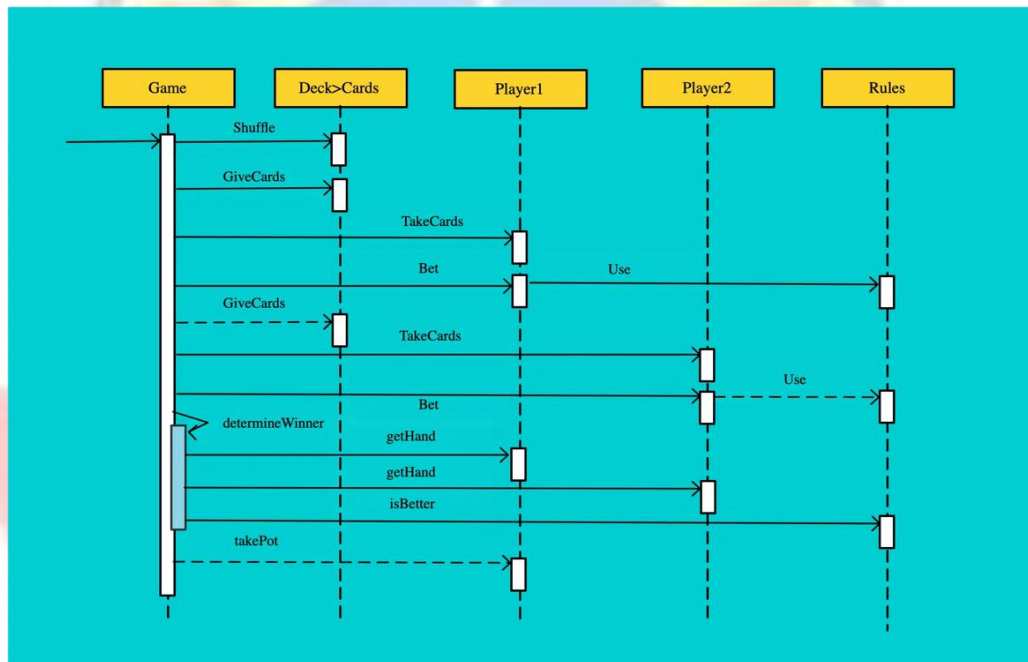 Game
Deck>Cards
Player1
Player2
Rules
Shuffle
GiveCards
TakeCards
Bet
Use
GiveCards
TakeCards
Use
Bet
determineWinner
getHand
getHand
isBetter
takePot